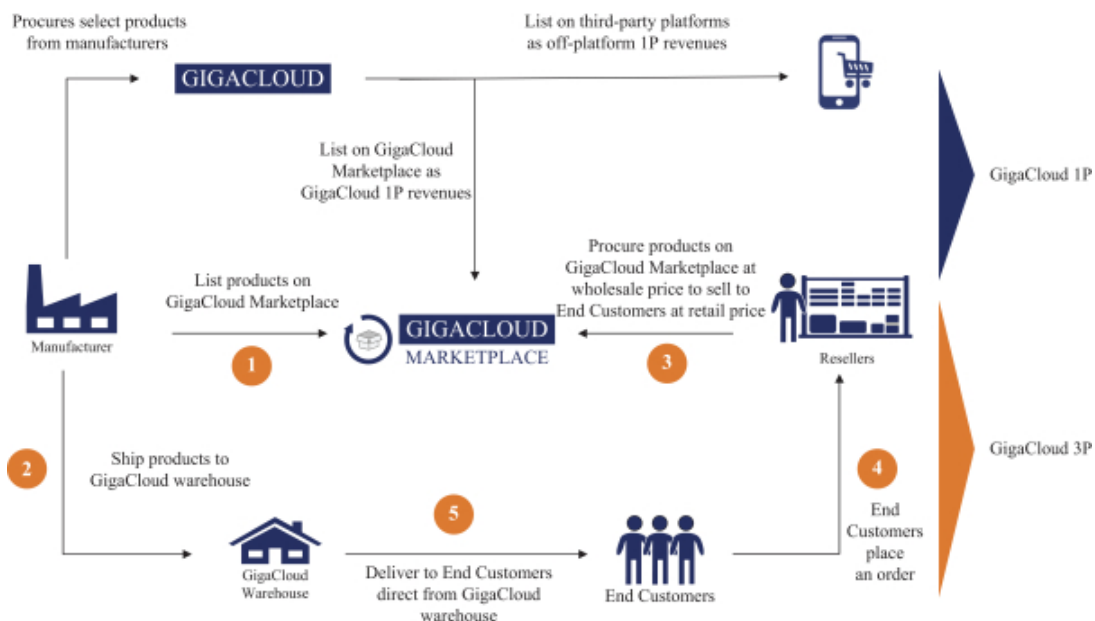 Procures select products
from manufacturers
List on third-party platforms
as off-platform 1P revenues
GIGACLOUD
List on GigaCloud
Marketplace as
GigaCloud 1P revenues
GigaCloud 1P
List products on
GigaCloud Marketplace
Procure products on
GigaCloud Marketplace at
wholesale price to sell to
End Customers at retail price
Manufacturer
1
GIGACLOUD
MARKETPLACE
3
Resellers
2
Ship products to
GigaCloud warehouse
GigaCloud 3P
4
End
Customers
place
an order
5
GigaCloud
Warehouse
Deliver to End Customers
direct from GigaCloud
warehouse
End Customers